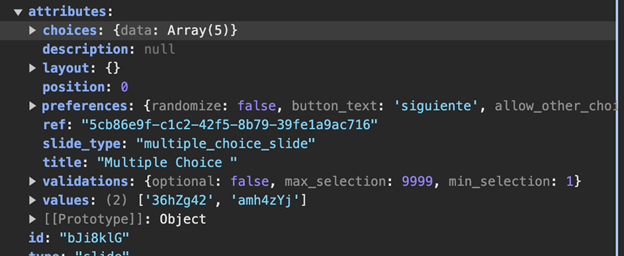 ▼ attributes:
▶ choices: {data: Array(5)}
description: null
▶ layout: {}
position: 0
▶ preferences: {randomize: false, button_text: 'siguiente', allow_other_choi
ref: "5cb86e9f-c1c2-42f5-8b79-39fe1a9ac716"
slide_type: "multiple_choice_slide"
title: "Multiple Choice "
▶ validations: {optional: false, max_selection: 9999, min_selection: 1}
▶ values: (2) ['36hZg42', 'amh4zYj']
▶ [[Prototype]]: Object
id: "bJi8klG"
type: "slide"